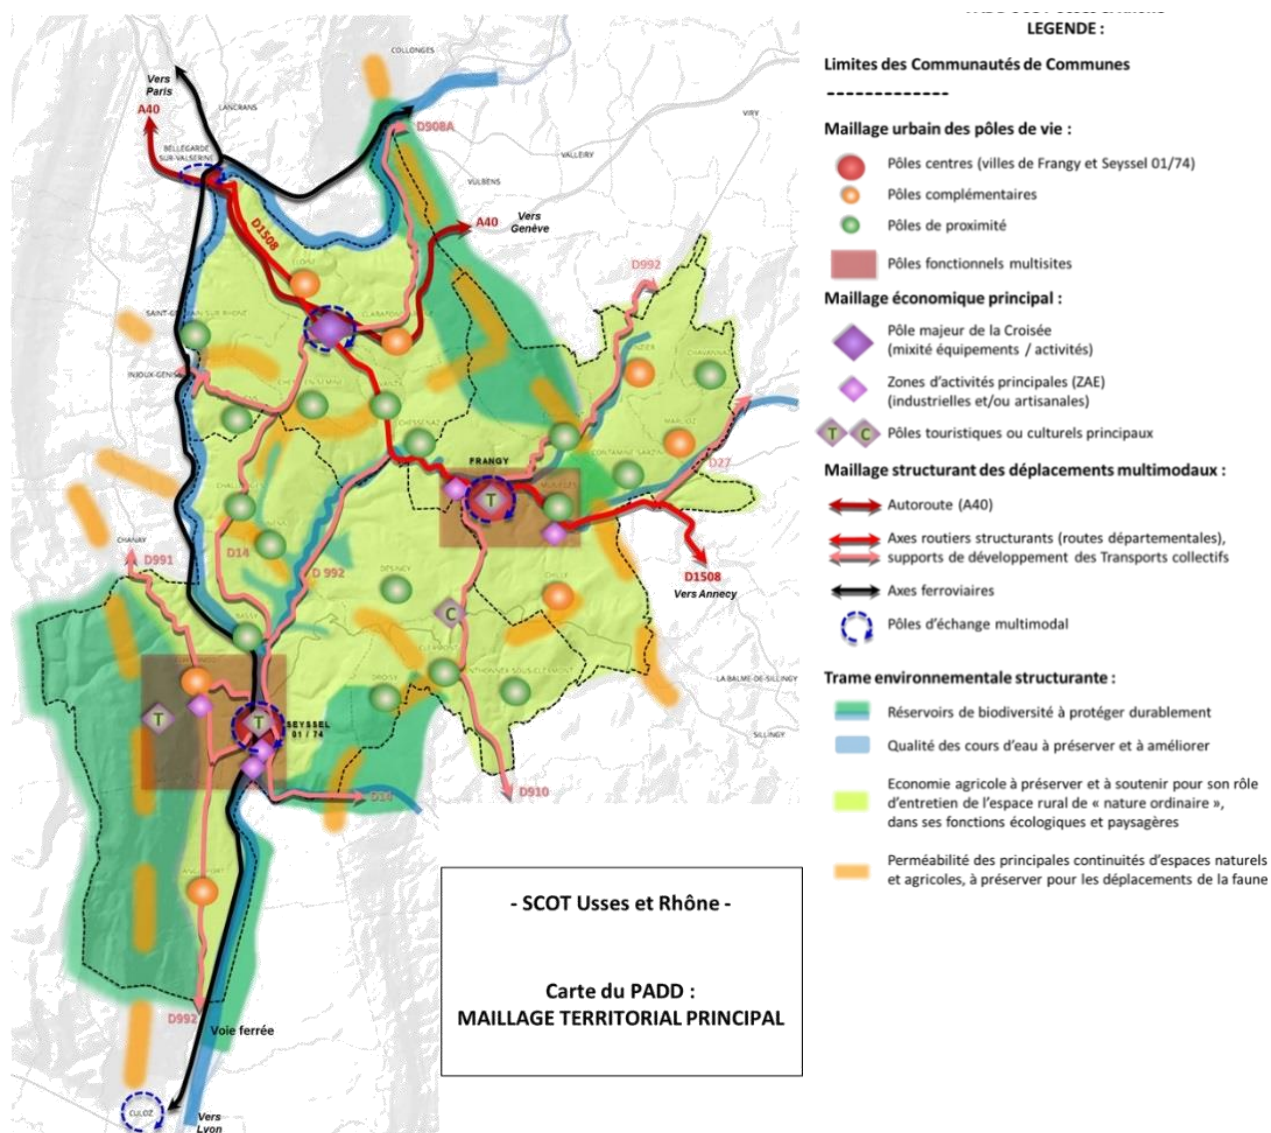 LEGENDE :
Limites des Communautés de Communes
Maillage urbain des pôles de vie :
Pôles centres (villes de Frangy et Seyssel 01/74)
Pôles complémentaires
Pôles de proximité
Pôles fonctionnels multisites
Maillage économique principal :
Pôle majeur de la Croisée
(mixité équipements / activités)
Zones d'activités principales (ZAE)
(industrielles et/ou artisanales)
T C Pôles touristiques ou culturels principaux
Maillage structurant des déplacements multimodaux :
Autoroute (A40)
Axes routiers structurants (routes départementales),
supports de développement des Transports collectifs
Axes ferroviaires
Pôles d'échange multimodal
Trame environnementale structurante :
Réservoirs de biodiversité à protéger durablement
Qualité des cours d'eau à préserver et à améliorer
Economie agricole à préserver et à soutenir pour son rôle
d'entretien de l'espace rural de « nature ordinaire »,
dans ses fonctions écologiques et paysagères
Perméabilité des principales continuités d'espaces naturels
et agricoles, à préserver pour les déplacements de la faune
COLLONGES
Vers
Paris
A40
LANCRANS
D908A
VIRY
BELLEGARDE
SUR-VALSERINE
VALLEIRY
VULBENS
A40
Vers
Genève
D1508
D992
INJOUX-GENIS
CHESSENAZ
MARLIOZ
FRANGY
D27
T
CHANAY
D991
D14
D 992
D1508
Vers Annecy
C
LA BALME-DE-SILLINGY
SILLINGY
T
T
SEYSSEL
01 / 74
D14
D910
D992
Voie ferrée
CULOZ
Vers
Lyon
- SCOT Usses et Rhône -
Carte du PADD :
MAILLAGE TERRITORIAL PRINCIPAL